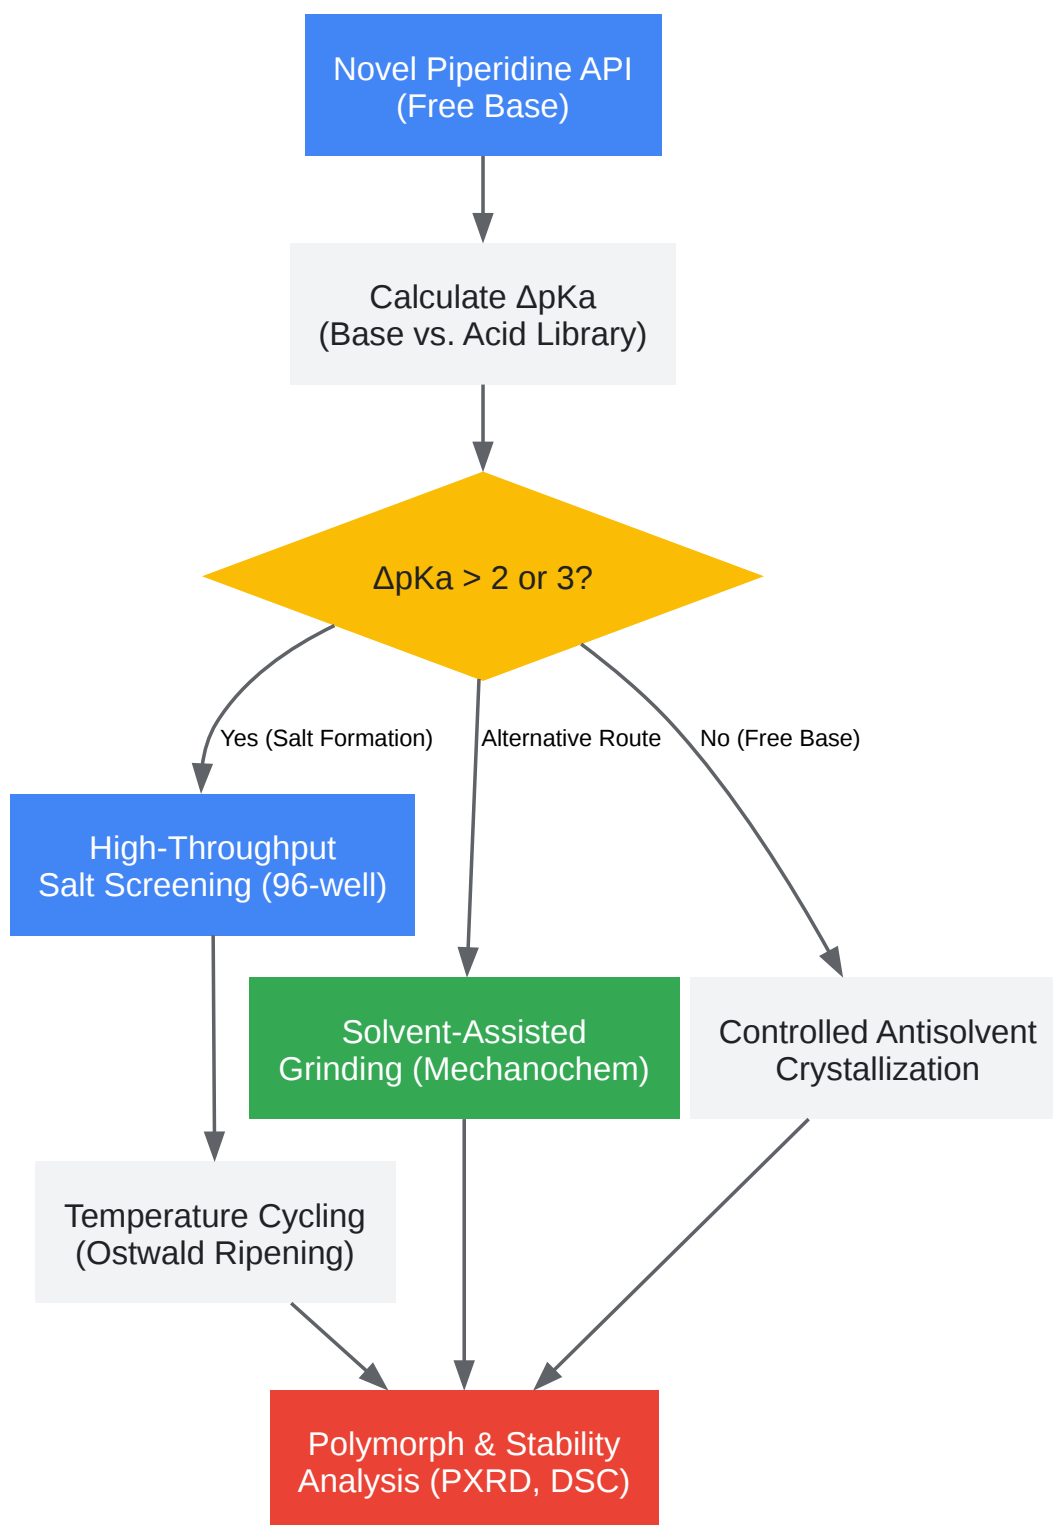 Novel Piperidine API
(Free Base)
Calculate ΔpKa
(Base vs. Acid Library)
ΔpKa > 2 or 3?
Yes (Salt Formation)
Alternative Route
No (Free Base)
High-Throughput
Salt Screening (96-well)
Solvent-Assisted
Grinding (Mechanochem)
Controlled Antisolvent
Crystallization
Temperature Cycling
(Ostwald Ripening)
Polymorph & Stability
Analysis (PXRD, DSC)